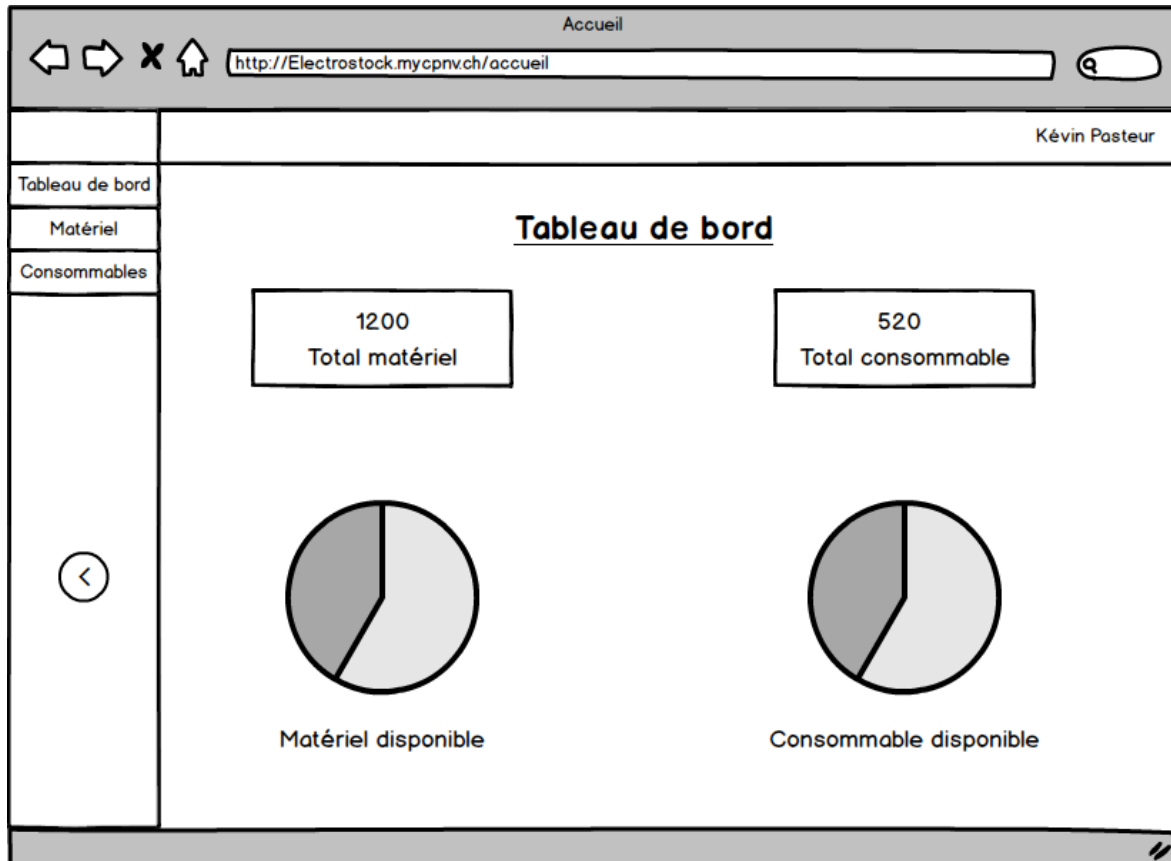 Accueil
http://Electrostock.mycpnv.ch/accueil
Kévin Pasteur
Tableau de bord
Matériel
Consommables
Tableau de bord
1200
Total matériel
520
Total consommable
Matériel disponible
Consommable disponible